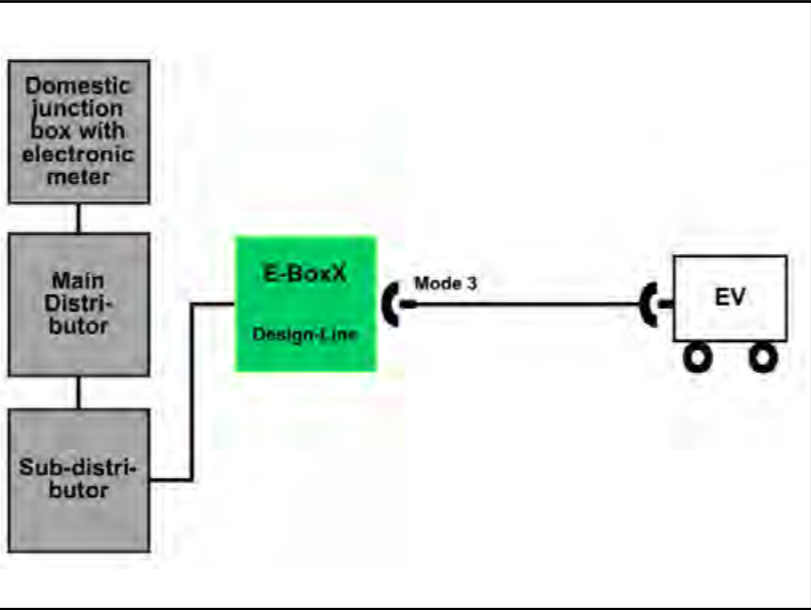 Domestic
junction
box with
electronic
meter
Main
Distri-
butor
Sub-distri-
butor
E-BoxX
Design-Line
Mode 3
EV